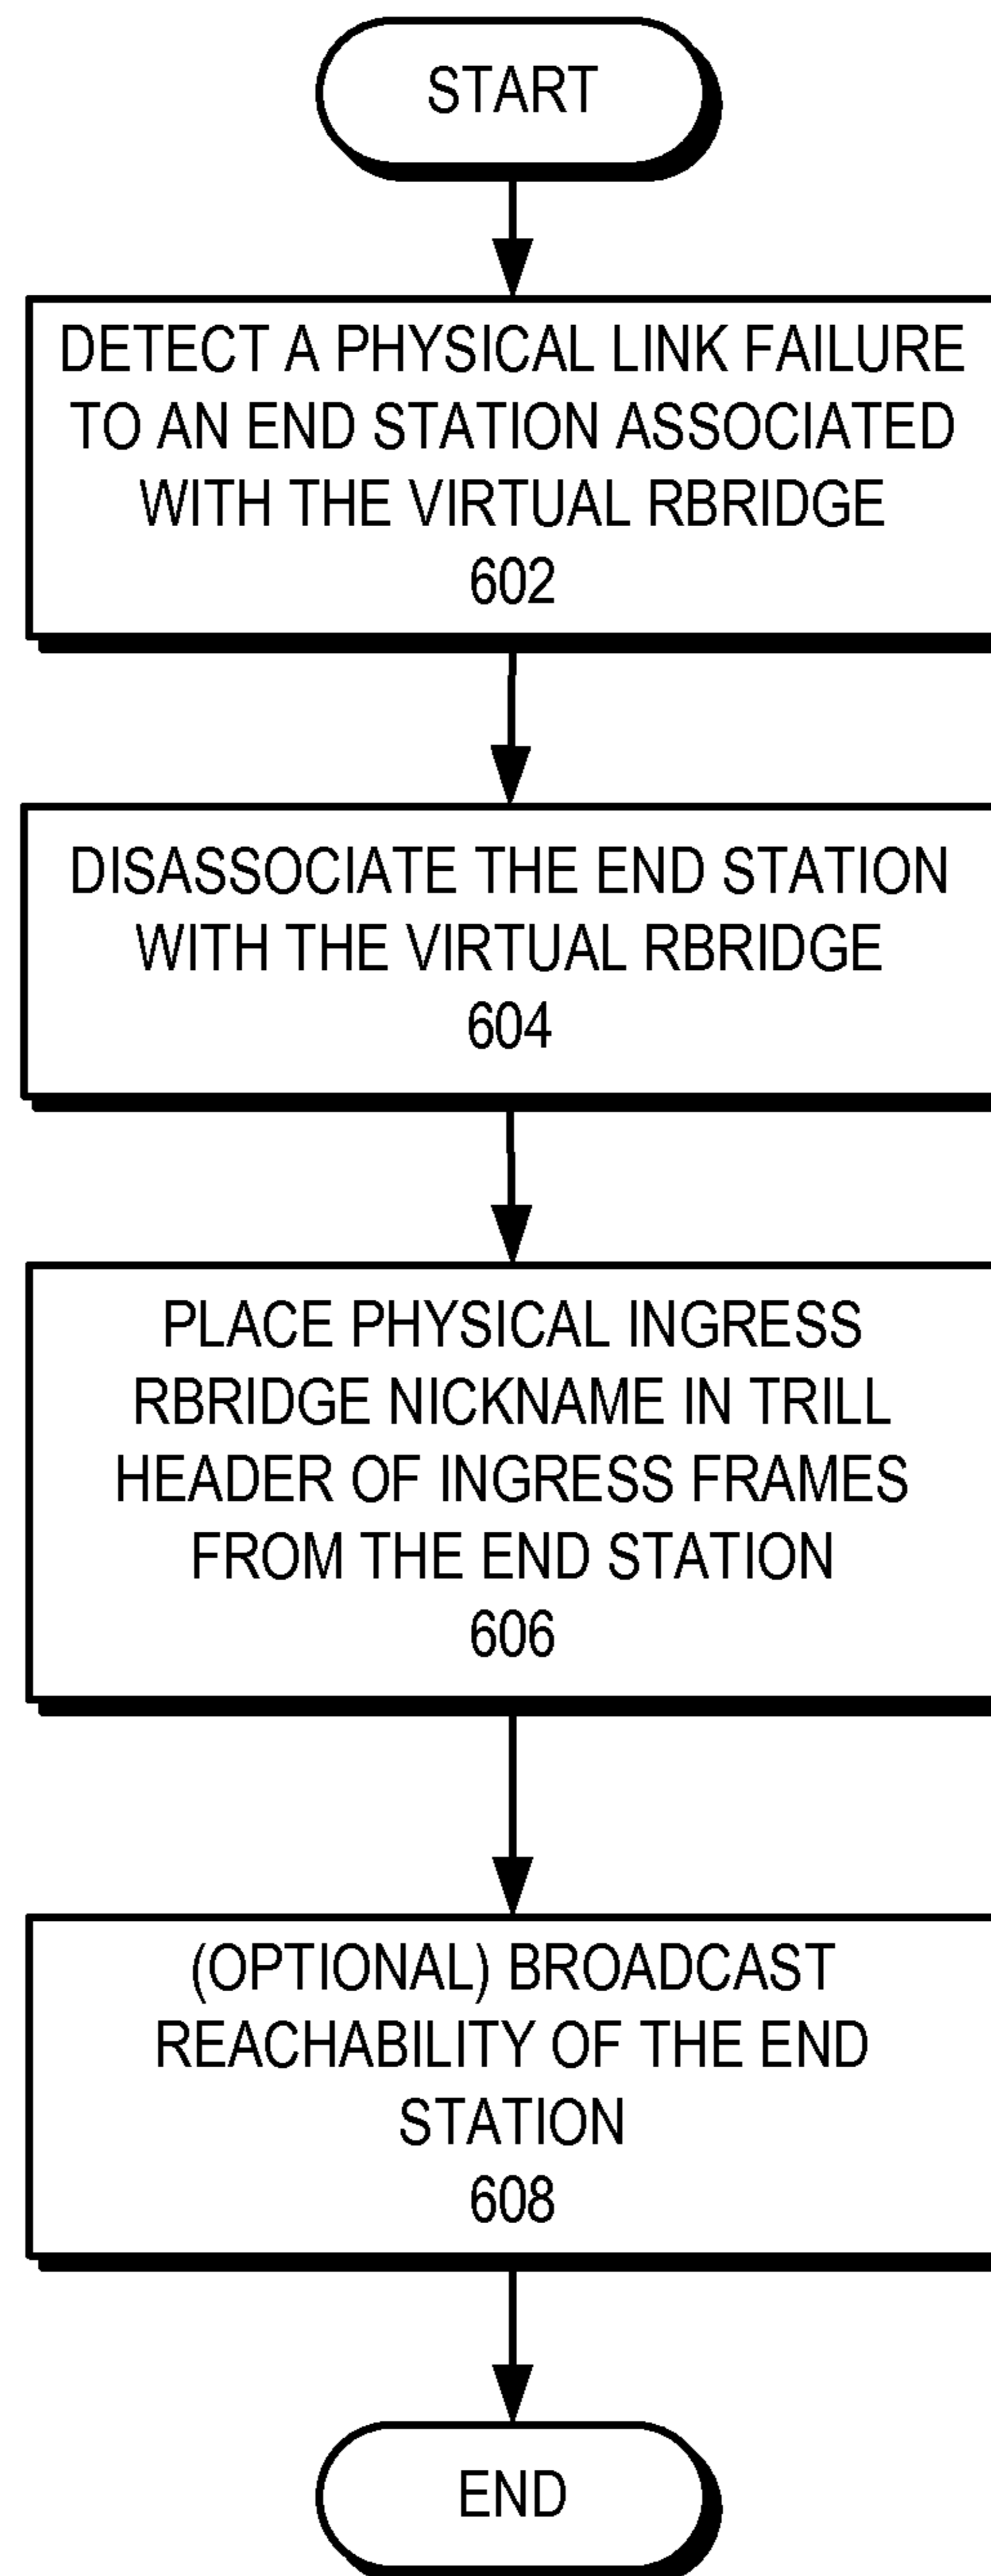 START
DETECT A PHYSICAL LINK FAILURE
TO AN END STATION ASSOCIATED
WITH THE VIRTUAL RBRIDGE
602
DISASSOCIATE THE END STATION
WITH THE VIRTUAL RBRIDGE
604
PLACE PHYSICAL INGRESS
RBRIDGE NICKNAME IN TRILL
HEADER OF INGRESS FRAMES
FROM THE END STATION
606
(OPTIONAL) BROADCAST
REACHABILITY OF THE END
STATION
608
END